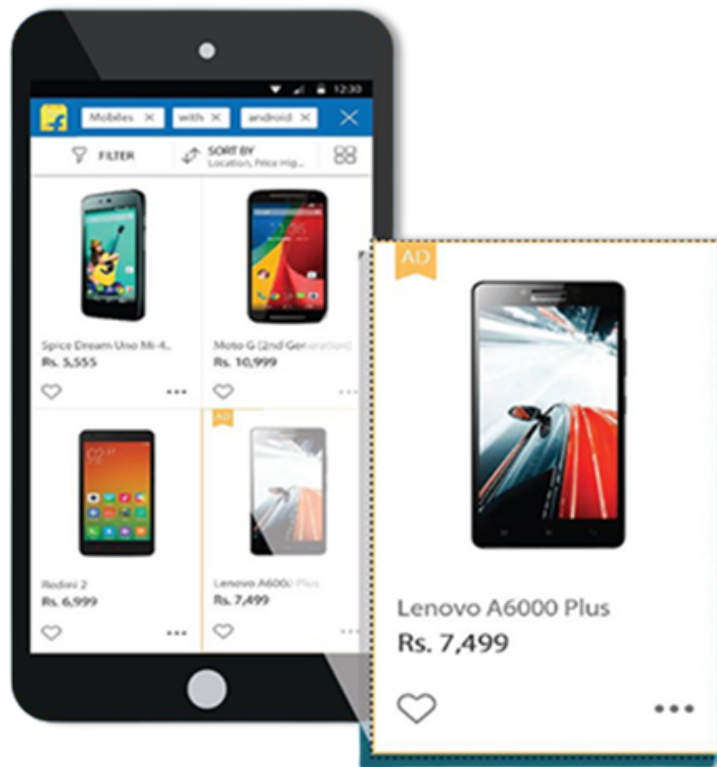 12:30
Mobiles × with × android ×
FILTER
SORT BY
Location, Price Hig...
Spice Dream Uno Mi-4..
Rs. 5,555
Moto G (2nd Generation)
Rs. 10,999
02
AD
Redmi 2
Rs. 6,999
Lenovo A6000 Plus
Rs. 7,499
AD
Lenovo
Lenovo A6000 Plus
Rs. 7,499